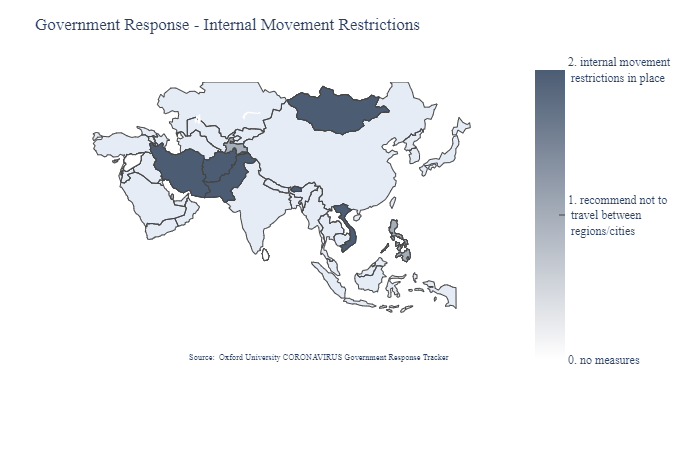 Government Response - Internal Movement Restrictions
2. internal movement
restrictions in place
1. recommend not to
travel between
regions/cities
0. no measures
Source: Oxford University CORONAVIRUS Government Response Tracker